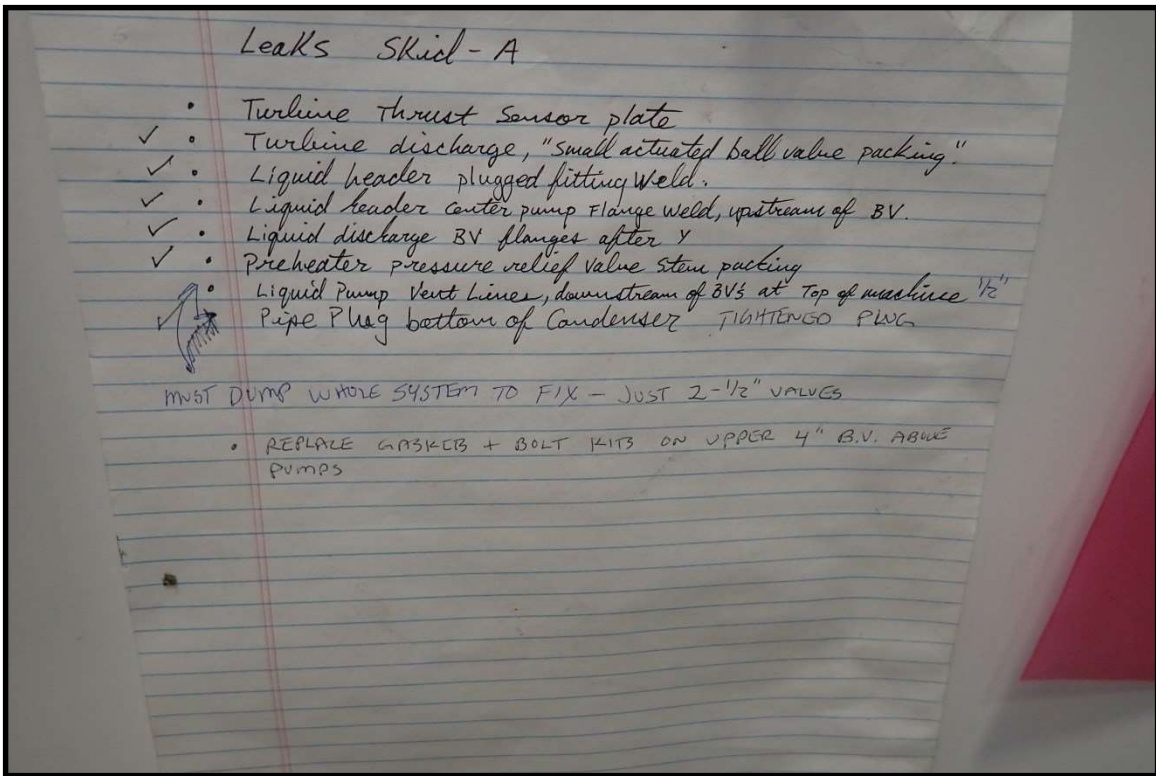 Leaks Skid-A
• Turbine Thrust Sensor plate
✓ • Turbine discharge, "small actuated ball valve packing."
✓ • Liquid header plugged fitting Weld.
✓ • Liquid header center pump Flange Weld, upstream of BV.
✓ • Liquid discharge BV flanges after Y
✓ • Preheater pressure relief valve stem packing
• Liquid Pump Vent Lines, downstream of BV's at Top of machine 1/2"
✓ Pipe Plug bottom of Condenser TIGHTENED PLUG
MUST DUMP WHOLE SYSTEM TO FIX – JUST 2-1/2" VALVES
• REPLACE GASKETS + BOLT KITS ON UPPER 4" B.V. ABOVE
PUMPS